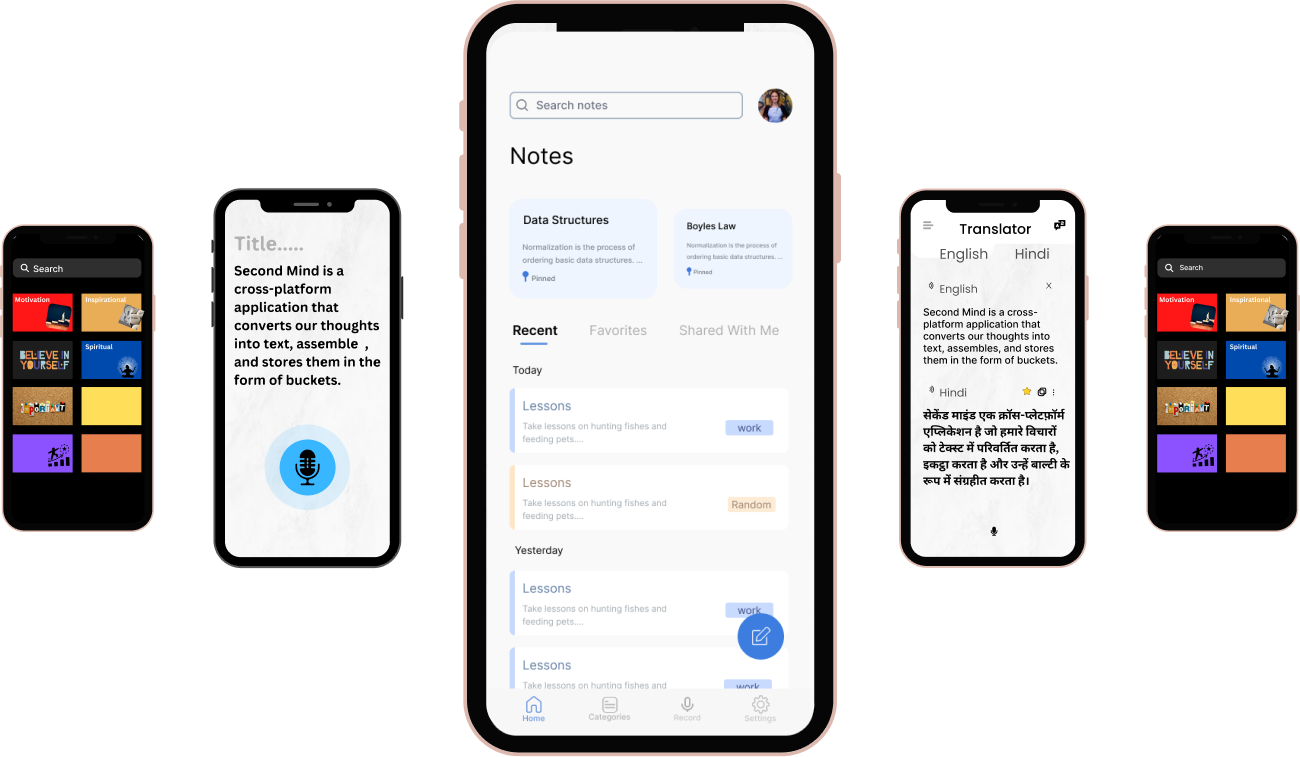 Search
Motivation
Inspirational
BELIEVE IN
YOURSELF
Spiritual
IMPORTANT
Title.....
Second Mind is a
cross-platform
application that
converts our thoughts
into text, assemble ,
and stores them in the
form of buckets.
Search notes
Notes
Data Structures
Normalization is the process of
ordering basic data structures. ...
Pinned
Boyles Law
Normalization is the process of
ordering basic data structures. ...
Pinned
Recent
Favorites
Shared With Me
Today
Lessons
Take lessons on hunting fishes and
feeding pets....
work
Lessons
Take lessons on hunting fishes and
feeding pets....
Random
Yesterday
Lessons
Take lessons on hunting fishes and
feeding pets....
work
Lessons
Take lessons on hunting fishes and
work
Home
Categories
Record
Settings
Translator
English
Hindi
English
X
Second Mind is a cross-
platform application that
converts our thoughts into
text, assembles, and stores
them in the form of buckets.
Hindi
सेकेंड माइंड एक क्रॉस-प्लेटफ़ॉर्म
एप्लिकेशन है जो हमारे विचारों
को टेक्स्ट में परिवर्तित करता है,
इकट्ठा करता है और उन्हें बाल्टी के
रूप में संग्रहीत करता है।
Search
Motivation
Inspirational
BELIEVE IN
YOURSELF
Spiritual
IMPORTANT